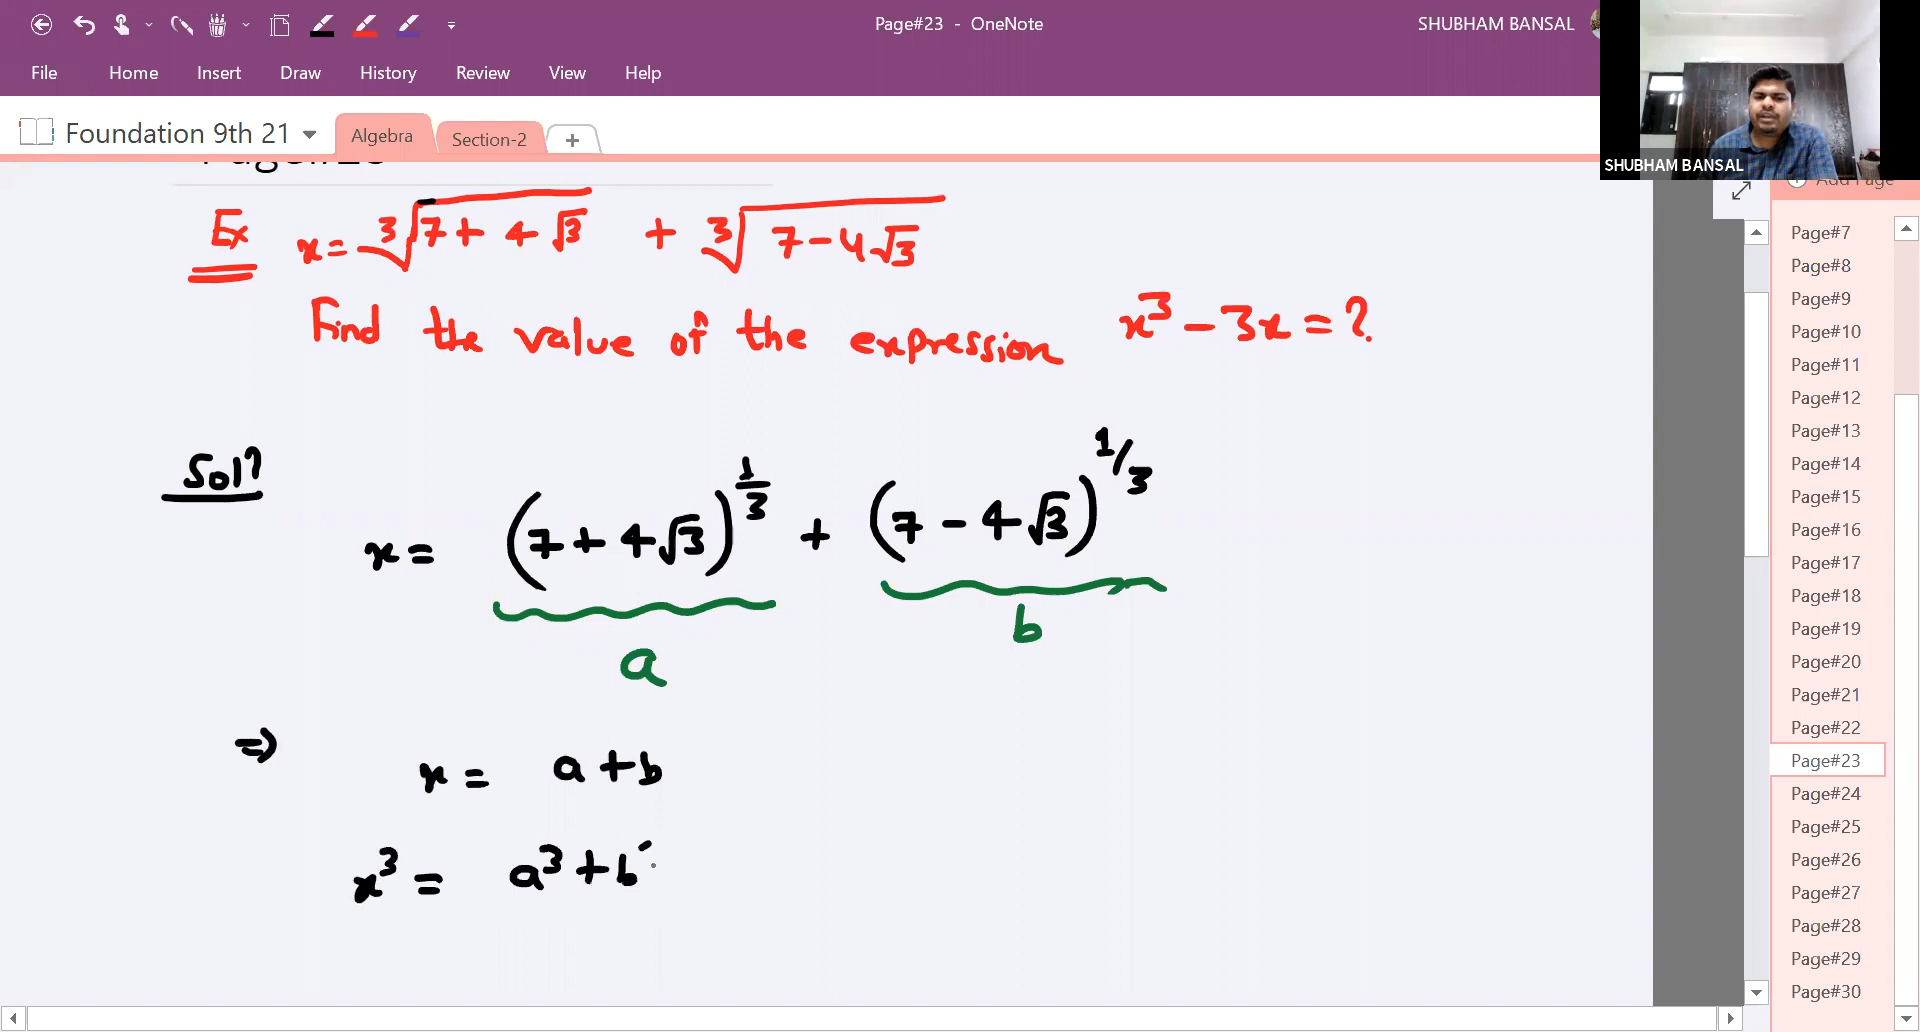 Page#23 - OneNote
SHUBHAM BANSAL
File Home Insert Draw History Review View Help
SHUBHAM BANSAL
Foundation 9th 21
Algebra
Section-2
+
Add Page
Ex x = ∛(7 + 4√3) + ∛(7 - 4√3)
Find the value of the expression x³ - 3x = ?
Solⁿ
x = (7 + 4√3)^(1/3) + (7 - 4√3)^(1/3)
a b
⇒ x = a + b
x³ = a³ + b
Page#7
Page#8
Page#9
Page#10
Page#11
Page#12
Page#13
Page#14
Page#15
Page#16
Page#17
Page#18
Page#19
Page#20
Page#21
Page#22
Page#23
Page#24
Page#25
Page#26
Page#27
Page#28
Page#29
Page#30